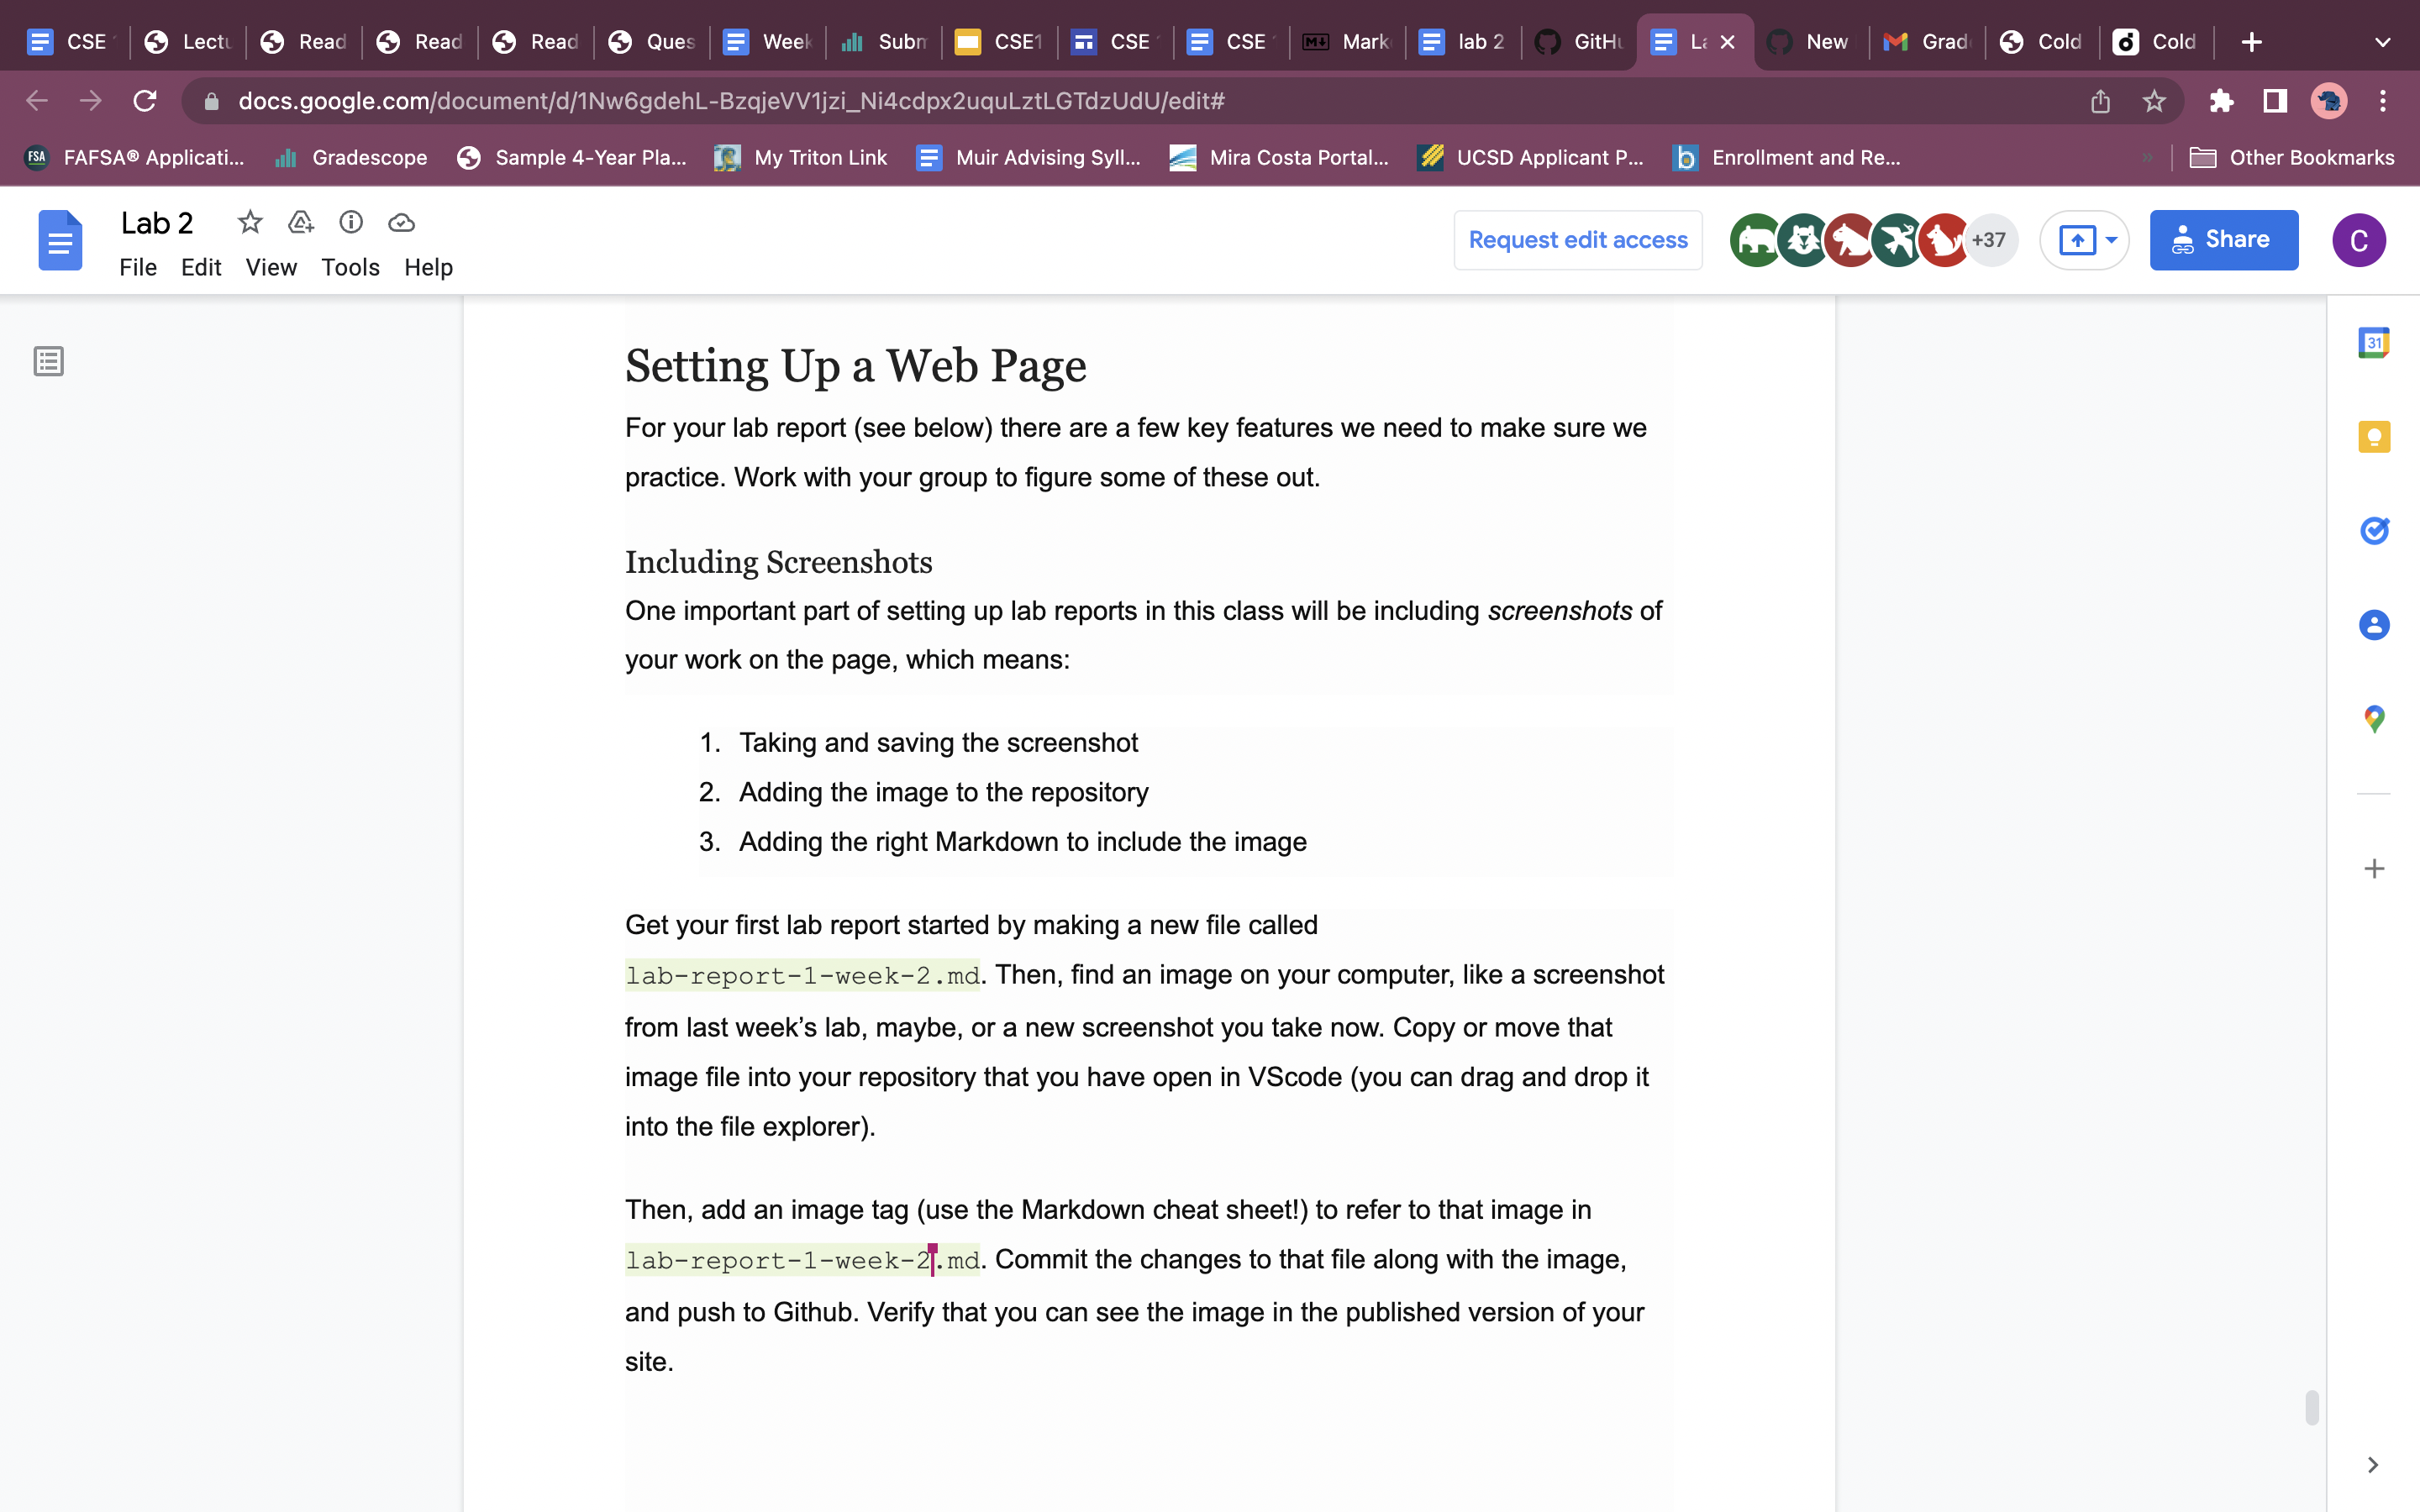 CSE Lectu Read Read Read Ques Week Subm CSE1 CSE CSE Mark lab 2 GitHu La New Grad Cold Cold
docs.google.com/document/d/1Nw6gdehL-BzqjeVV1jzi_Ni4cdpx2uquLztLGTdzUdU/edit#
FSA FAFSA® Applicati... Gradescope Sample 4-Year Pla... My Triton Link Muir Advising Syll... Mira Costa Portal... UCSD Applicant P... Enrollment and Re... » Other Bookmarks
Lab 2
File Edit View Tools Help
Request edit access +37 Share C
31
Setting Up a Web Page
For your lab report (see below) there are a few key features we need to make sure we
practice. Work with your group to figure some of these out.
Including Screenshots
One important part of setting up lab reports in this class will be including screenshots of
your work on the page, which means:
1. Taking and saving the screenshot
2. Adding the image to the repository
3. Adding the right Markdown to include the image
Get your first lab report started by making a new file called
lab-report-1-week-2.md. Then, find an image on your computer, like a screenshot
from last week’s lab, maybe, or a new screenshot you take now. Copy or move that
image file into your repository that you have open in VScode (you can drag and drop it
into the file explorer).
Then, add an image tag (use the Markdown cheat sheet!) to refer to that image in
lab-report-1-week-2.md. Commit the changes to that file along with the image,
and push to Github. Verify that you can see the image in the published version of your
site.